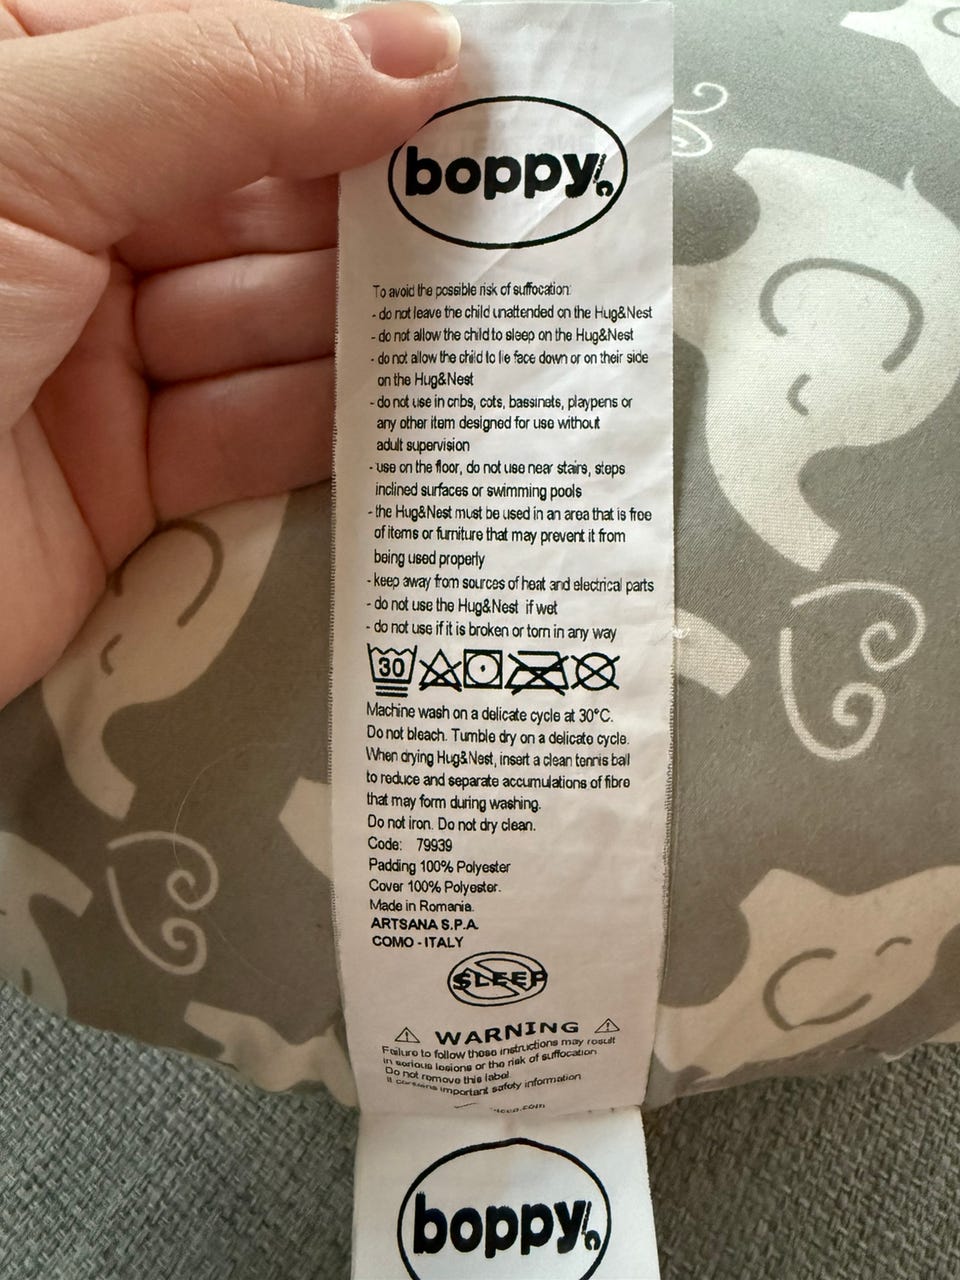 boppy
To avoid the possible risk of suffocation:
- do not leave the child unattended on the Hug&Nest
- do not allow the child to sleep on the Hug&Nest
- do not allow the child to lie face down or on their side
on the Hug&Nest
- do not use in cribs, cots, bassinets, playpens or
any other item designed for use without
adult supervision
- use on the floor, do not use near stairs, steps
inclined surfaces or swimming pools
- the Hug&Nest must be used in an area that is free
of items or furniture that may prevent it from
being used properly
- keep away from sources of heat and electrical parts
- do not use the Hug&Nest if wet
- do not use if it is broken or torn in any way
30
Machine wash on a delicate cycle at 30°C.
Do not bleach. Tumble dry on a delicate cycle.
When drying Hug&Nest, insert a clean tennis ball
to reduce and separate accumulations of fibre
that may form during washing.
Do not iron. Do not dry clean.
Code: 79939
Padding 100% Polyester
Cover 100% Polyester.
Made in Romania.
ARTSANA S.P.A.
COMO - ITALY
SLEEP
WARNING
Failure to follow these instructions may result
in serious lesions or the risk of suffocation
Do not remove this label.
It contains important safety information
boppy